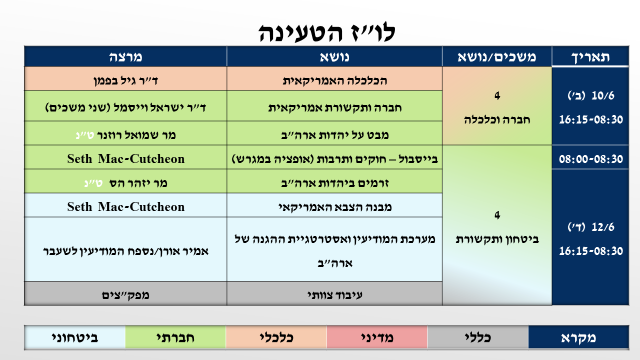 לו"ז הטעינה
תאריך משכים/נושא נושא מרצה
10/6 (ב') 16:15-08:30 4 חברה וכלכלה הכלכלה האמריקאית ד"ר גיל בפמן
חברה ותקשורת אמריקאית ד"ר ישראל וייסמל (שני משכים)
מבט על יהדות ארה"ב מר שמואל רוזנר ט"נ
08:00-08:30 4 ביטחון ותקשורת בייסבול – חוקים ותרבות (אופציה במגרש) Seth Mac-Cutcheon
12/6 (ד') 16:15-08:30 זרמים ביהדות ארה"ב מר יזהר הס ט"נ
מבנה הצבא האמריקאי Seth Mac-Cutcheon
מערכת המודיעין ואסטרטגיית ההגנה של
ארה"ב
אמיר אורן/נספח המודיעין לשעבר
עיבוד צוותי מפק"צים
מקרא כללי מדיני כלכלי חברתי ביטחוני